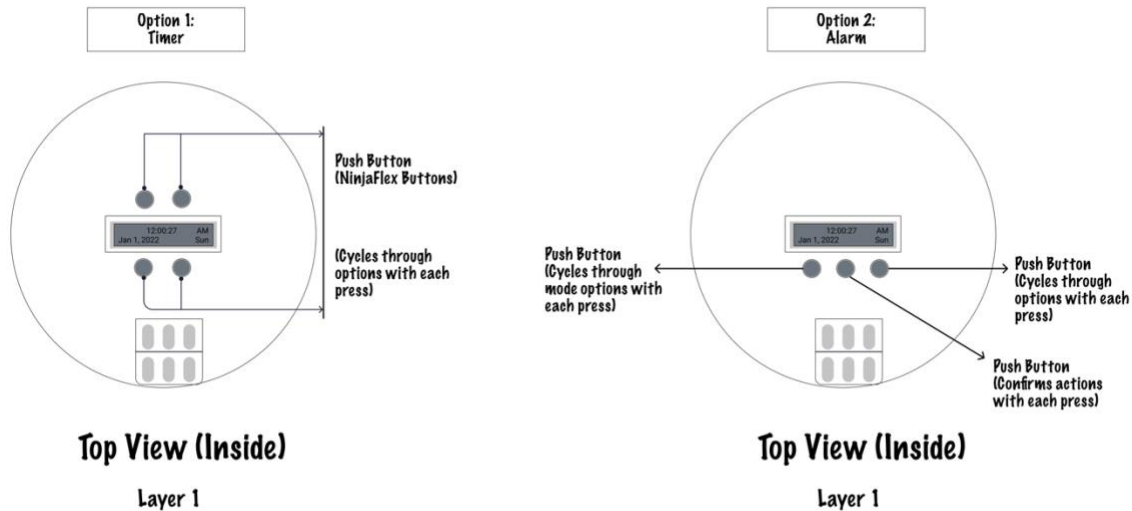 Option 1:
Timer
Push Button
(NinjaFlex Buttons)
12:00:27 AM
Jan 1, 2022 Sun
(Cycles through
options with each
press)
Top View (Inside)
Layer 1
Option 2:
Alarm
12:00:27 AM
Jan 1, 2022 Sun
Push Button
(Cycles through
mode options with
each press)
Push Button
(Cycles through
options with each
press)
Push Button
(Confirms actions
with each press)
Top View (Inside)
Layer 1